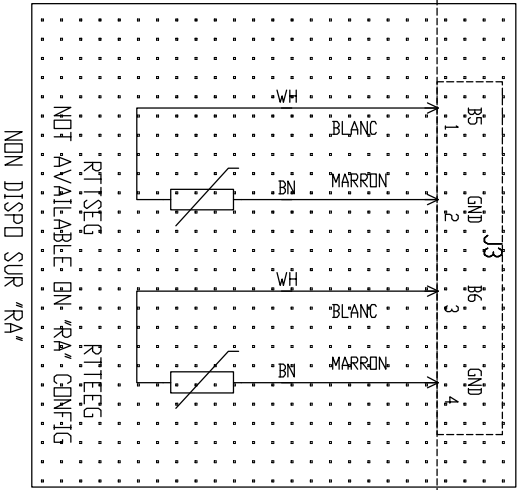 J3
B5
1
GND
2
B6
3
GND
4
WH
BLANC
BN
MARRON
WH
BLANC
BN
MARRON
RTTSEG
RTTEEG
NOT AVAILABLE ON "RA" CONFIG
NON DISPO SUR "RA"